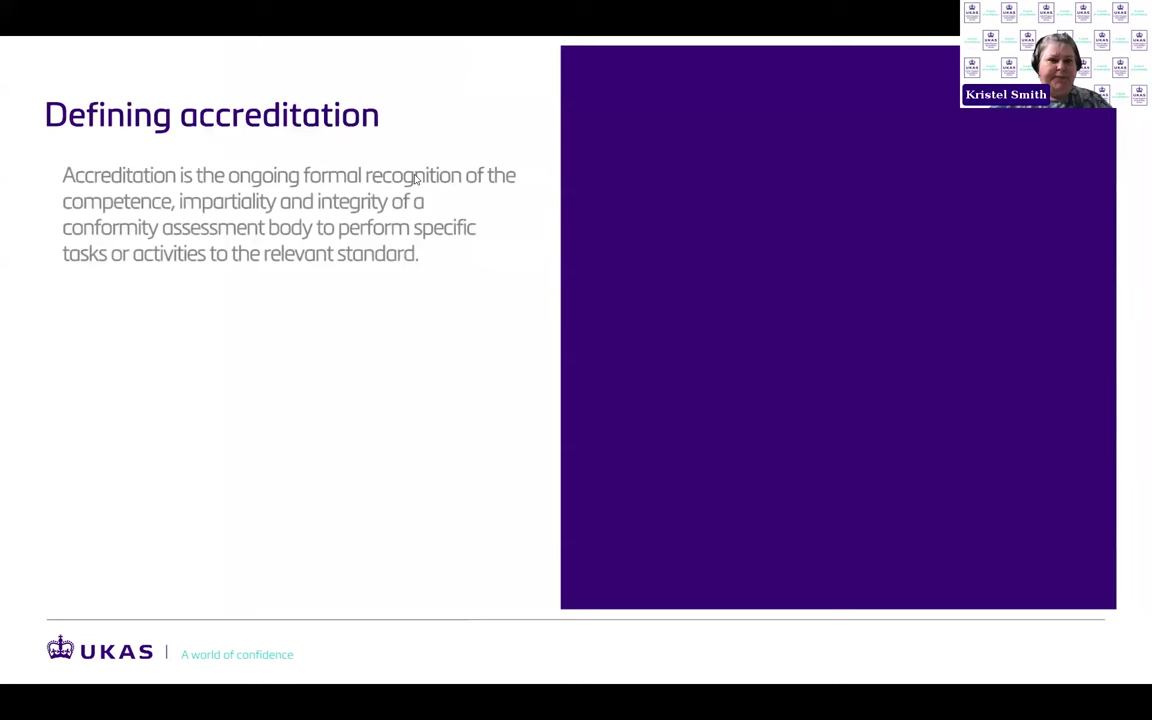 Kristel Smith
Defining accreditation
Accreditation is the ongoing formal recognition of the
competence, impartiality and integrity of a
conformity assessment body to perform specific
tasks or activities to the relevant standard.
UKAS | A world of confidence